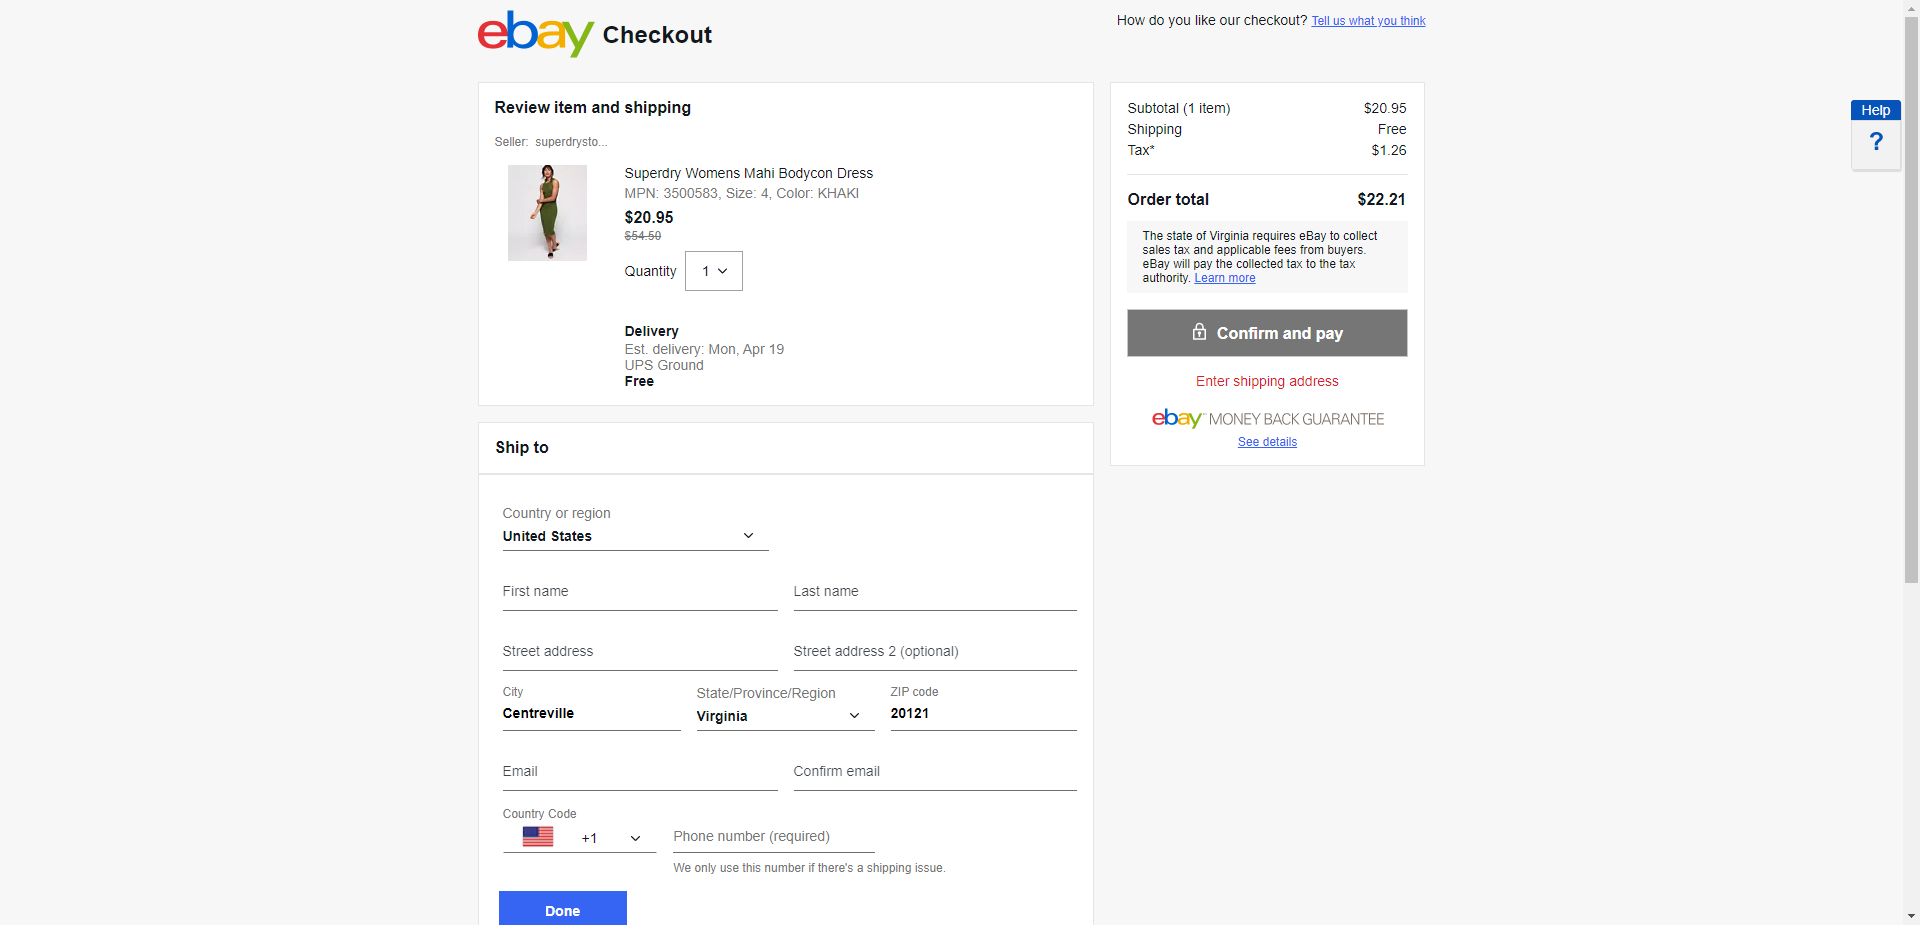 ebay Checkout
How do you like our checkout? Tell us what you think
Review item and shipping
Seller: superdrysto...
Superdry Womens Mahi Bodycon Dress
MPN: 3500583, Size: 4, Color: KHAKI
$20.95
$54.50
Quantity 1
Delivery
Est. delivery: Mon, Apr 19
UPS Ground
Free
Ship to
Country or region
United States
First name
Last name
Street address
Street address 2 (optional)
City
Centreville
State/Province/Region
Virginia
ZIP code
20121
Email
Confirm email
Country Code
+1
Phone number (required)
We only use this number if there's a shipping issue.
Done
Subtotal (1 item) $20.95
Shipping Free
Tax* $1.26
Order total $22.21
The state of Virginia requires eBay to collect
sales tax and applicable fees from buyers.
eBay will pay the collected tax to the tax
authority. Learn more
Confirm and pay
Enter shipping address
ebay MONEY BACK GUARANTEE
See details
Help
?